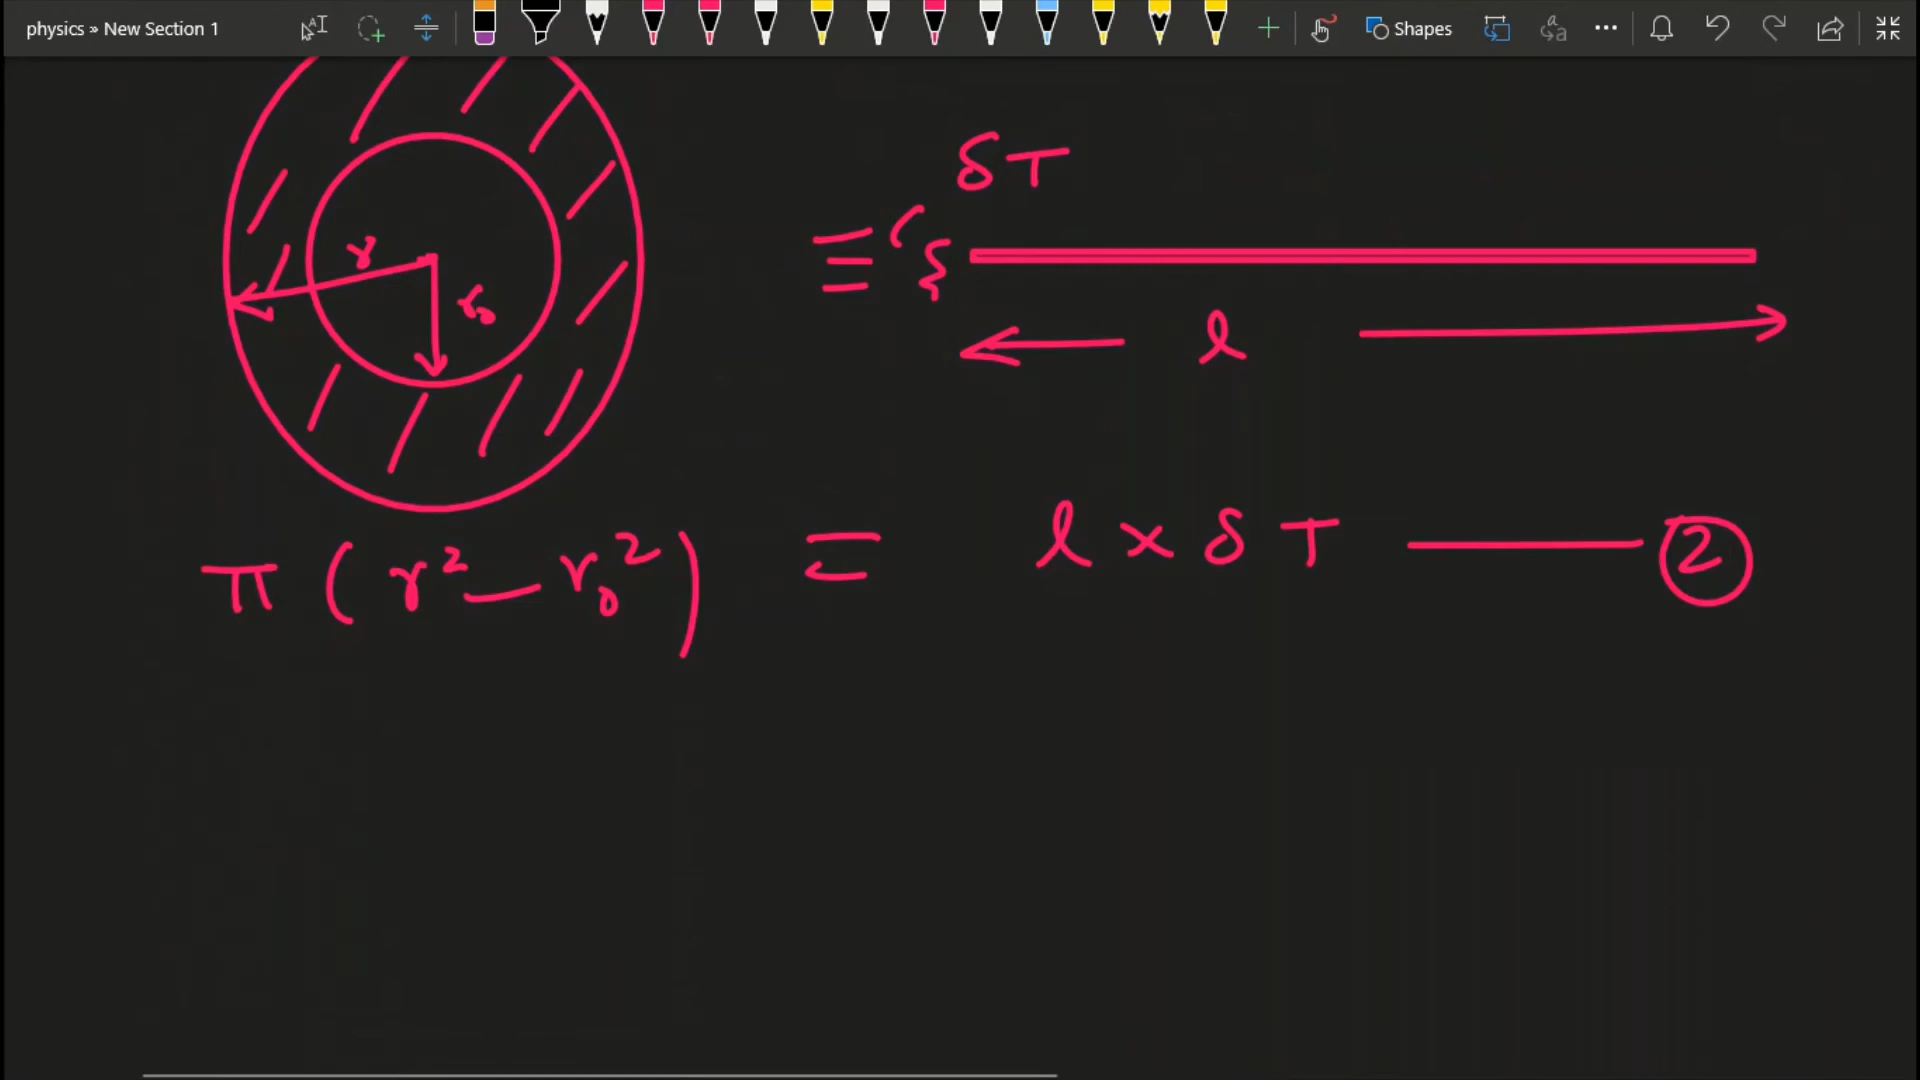 physics » New Section 1
Shapes
δT
≡
r
r₀
l
π(r² − r₀²) = l × δT —— ②